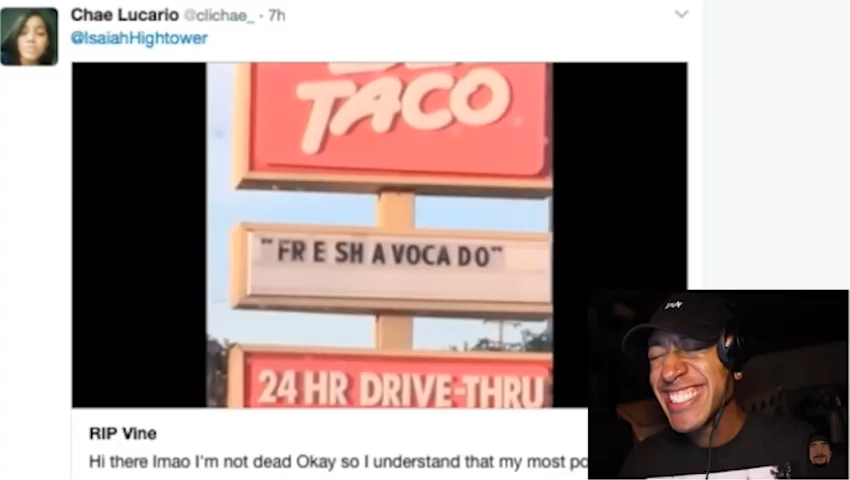 Chae Lucario @clichae_ · 7h
@IsaiahHightower
TACO
"FR E SH A VOCA DO"
24 HR DRIVE-THRU
RIP Vine
Hi there lmao I'm not dead Okay so I understand that my most